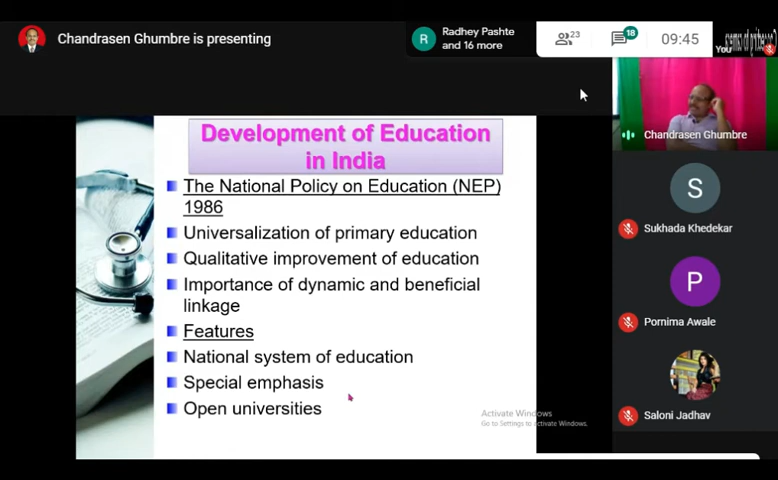 Chandrasen Ghumbre is presenting
R
Radhey Pashte
and 16 more
23
18
09:45
You
Chandrasen Ghumbre
Development of Education
in India
The National Policy on Education (NEP)
1986
Universalization of primary education
Qualitative improvement of education
Importance of dynamic and beneficial
linkage
Features
National system of education
Special emphasis
Open universities
Activate Windows
Go to Settings to Activate Windows.
S
Sukhada Khedekar
P
Pornima Awale
Saloni Jadhav